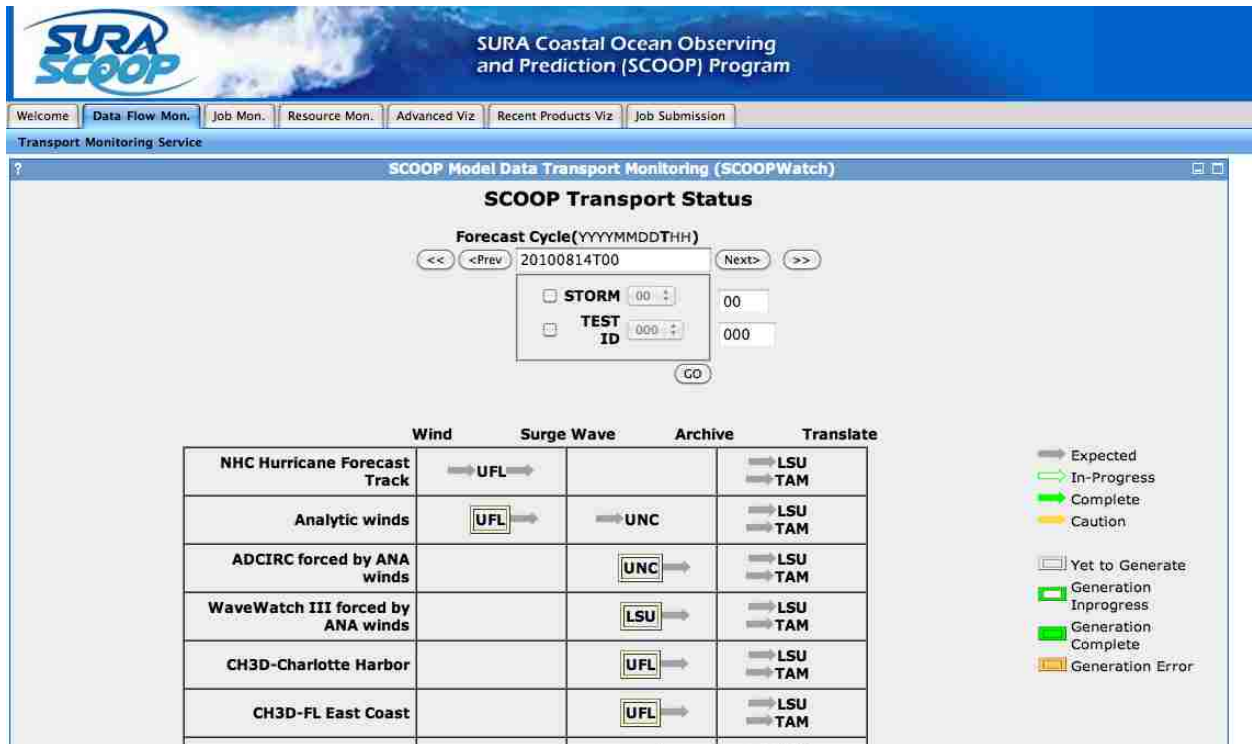 SURA
SCOOP
SURA Coastal Ocean Observing
and Prediction (SCOOP) Program
Welcome Data Flow Mon. Job Mon. Resource Mon. Advanced Viz Recent Products Viz Job Submission
Transport Monitoring Service
? SCOOP Model Data Transport Monitoring (SCOOPWatch)
SCOOP Transport Status
Forecast Cycle(YYYYMMDDTHH)
<< <Prev 20100814T00 Next> >>
STORM 00 00
TEST
ID 000 000
GO
Wind Surge Wave Archive Translate
NHC Hurricane Forecast
Track UFL LSU
TAM
Analytic winds UFL UNC LSU
TAM
ADCIRC forced by ANA
winds UNC LSU
TAM
WaveWatch III forced by
ANA winds LSU LSU
TAM
CH3D-Charlotte Harbor UFL LSU
TAM
CH3D-FL East Coast UFL LSU
TAM
Expected
In-Progress
Complete
Caution
Yet to Generate
Generation
Inprogress
Generation
Complete
Generation Error